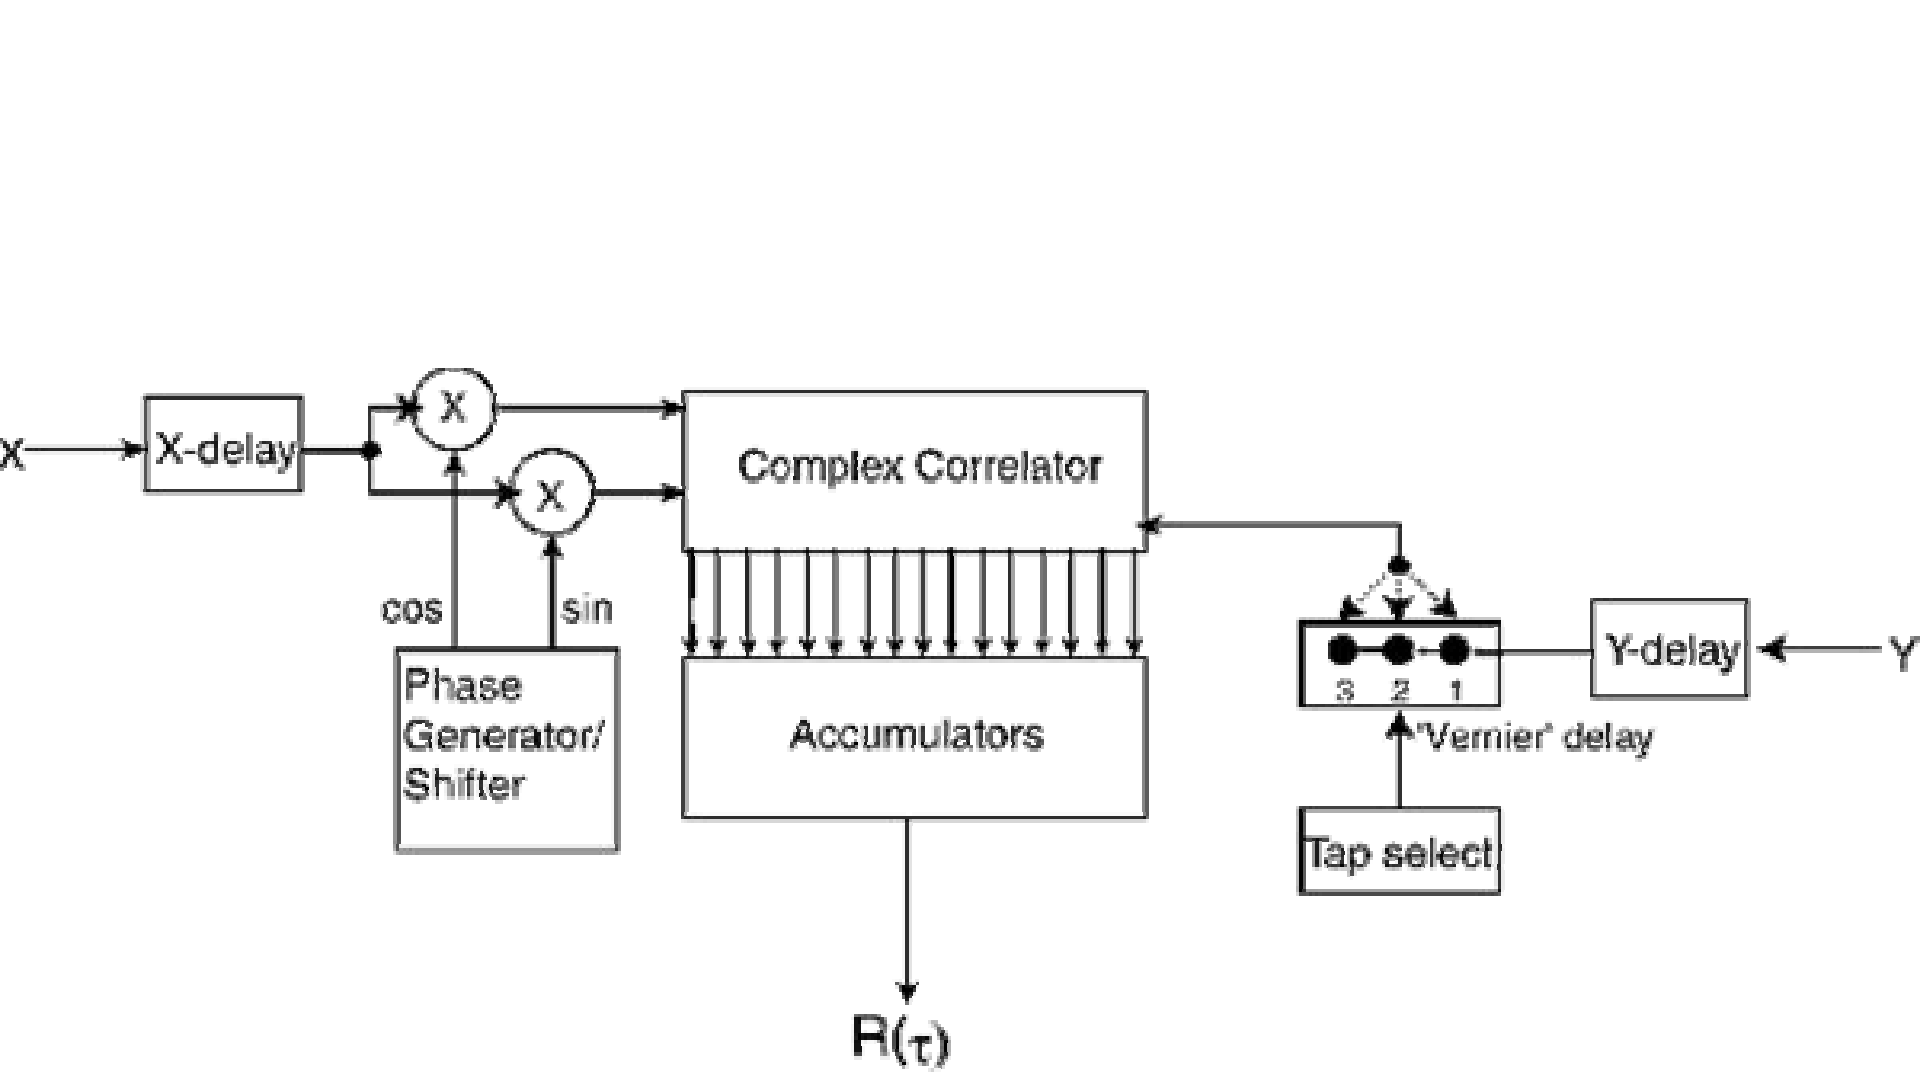 X
X-delay
X
X
Complex Correlator
cos
sin
Phase
Generator/
Shifter
Accumulators
R(τ)
3 2 1
'Vernier' delay
Tap select
Y-delay
Y